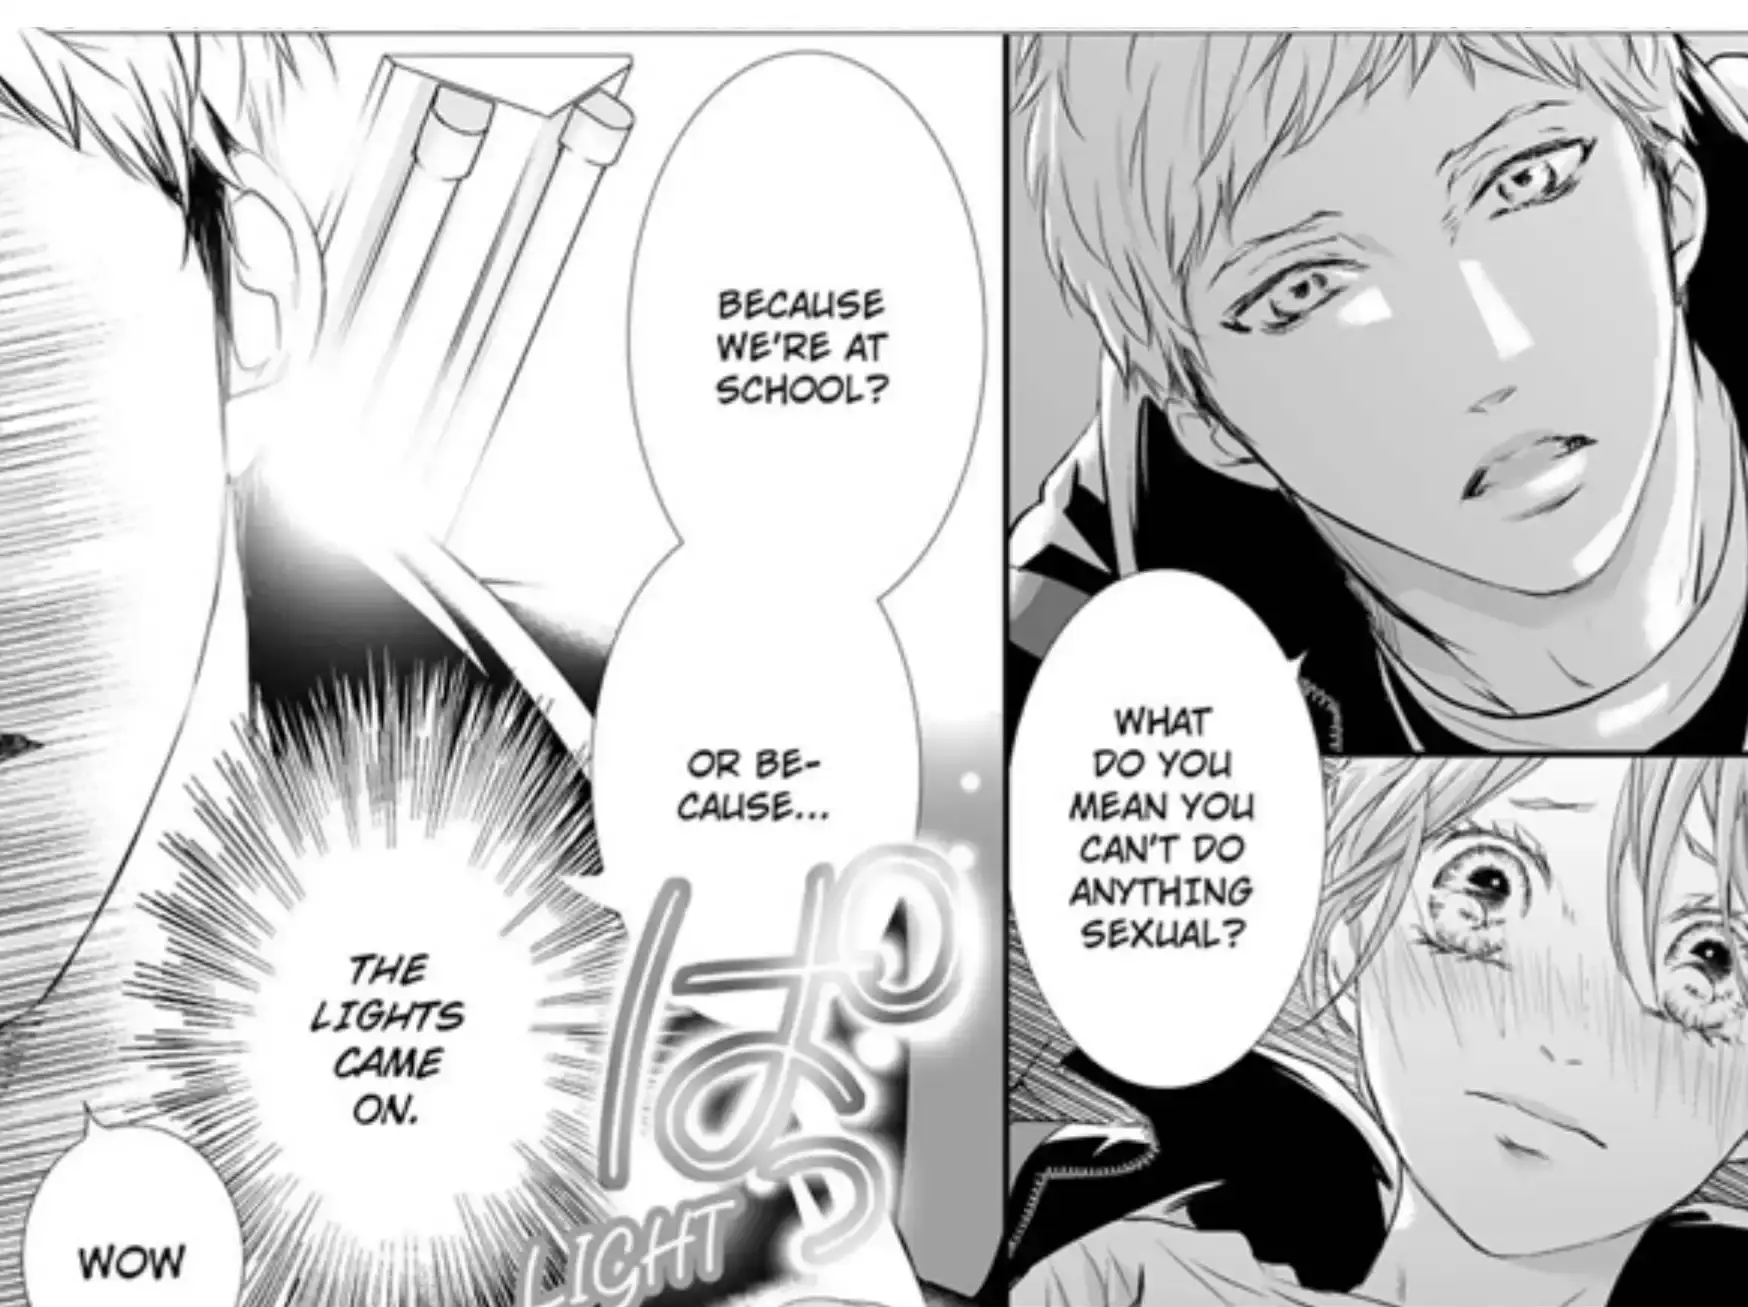 WHAT
DO YOU
MEAN YOU
CAN'T DO
ANYTHING
SEXUAL?
BECAUSE
WE'RE AT
SCHOOL?
OR BE-
CAUSE...
ぱっ
LIGHT
THE
LIGHTS
CAME
ON.
WOW